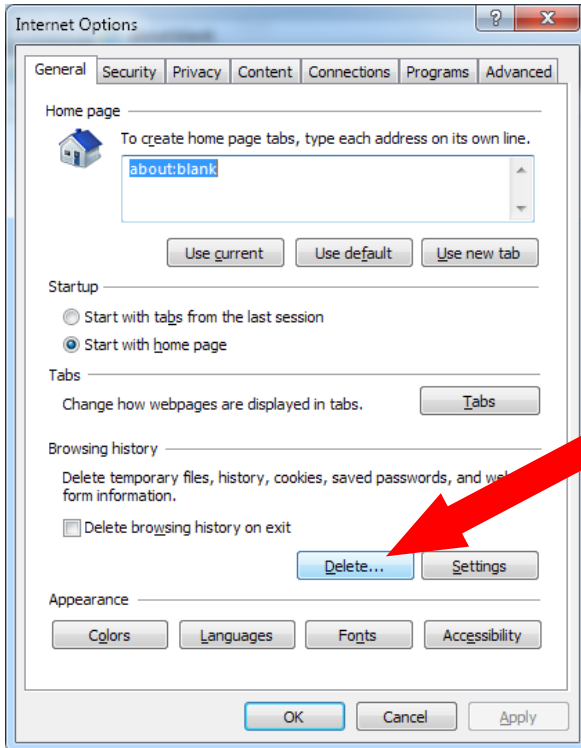 Internet Options
General Security Privacy Content Connections Programs Advanced
Home page
To create home page tabs, type each address on its own line.
about:blank
Use current Use default Use new tab
Startup
Start with tabs from the last session
Start with home page
Tabs
Change how webpages are displayed in tabs. Tabs
Browsing history
Delete temporary files, history, cookies, saved passwords, and
form information.
Delete browsing history on exit
Delete... Settings
Appearance
Colors Languages Fonts Accessibility
OK Cancel Apply